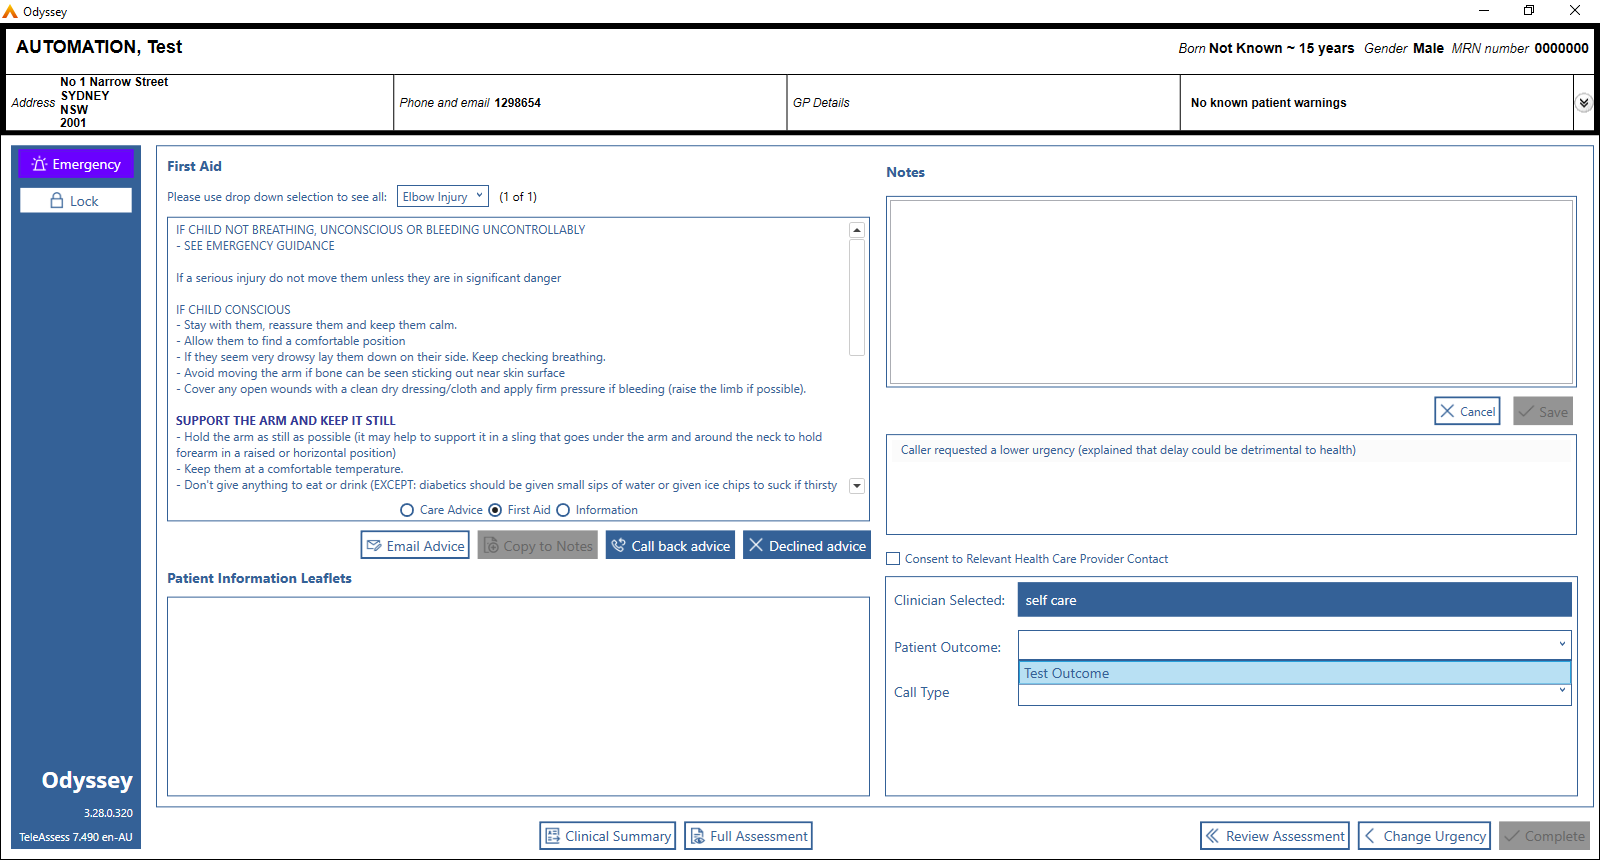 Odyssey
AUTOMATION, Test
Born Not Known ~ 15 years Gender Male MRN number 0000000
Address
No 1 Narrow Street
SYDNEY
NSW
2001
Phone and email 1298654
GP Details
No known patient warnings
Emergency
Lock
First Aid
Please use drop down selection to see all: Elbow Injury (1 of 1)
IF CHILD NOT BREATHING, UNCONSCIOUS OR BLEEDING UNCONTROLLABLY
- SEE EMERGENCY GUIDANCE
If a serious injury do not move them unless they are in significant danger
IF CHILD CONSCIOUS
- Stay with them, reassure them and keep them calm.
- Allow them to find a comfortable position
- If they seem very drowsy lay them down on their side. Keep checking breathing.
- Avoid moving the arm if bone can be seen sticking out near skin surface
- Cover any open wounds with a clean dry dressing/cloth and apply firm pressure if bleeding (raise the limb if possible).
SUPPORT THE ARM AND KEEP IT STILL
- Hold the arm as still as possible (it may help to support it in a sling that goes under the arm and around the neck to hold
forearm in a raised or horizontal position)
- Keep them at a comfortable temperature.
- Don't give anything to eat or drink (EXCEPT: diabetics should be given small sips of water or given ice chips to suck if thirsty
Care Advice First Aid Information
Email Advice Copy to Notes Call back advice Declined advice
Patient Information Leaflets
Notes
Cancel Save
Caller requested a lower urgency (explained that delay could be detrimental to health)
Consent to Relevant Health Care Provider Contact
Clinician Selected: self care
Patient Outcome:
Test Outcome
Call Type
Odyssey
3.28.0.320
TeleAssess 7.490 en-AU
Clinical Summary Full Assessment Review Assessment Change Urgency Complete